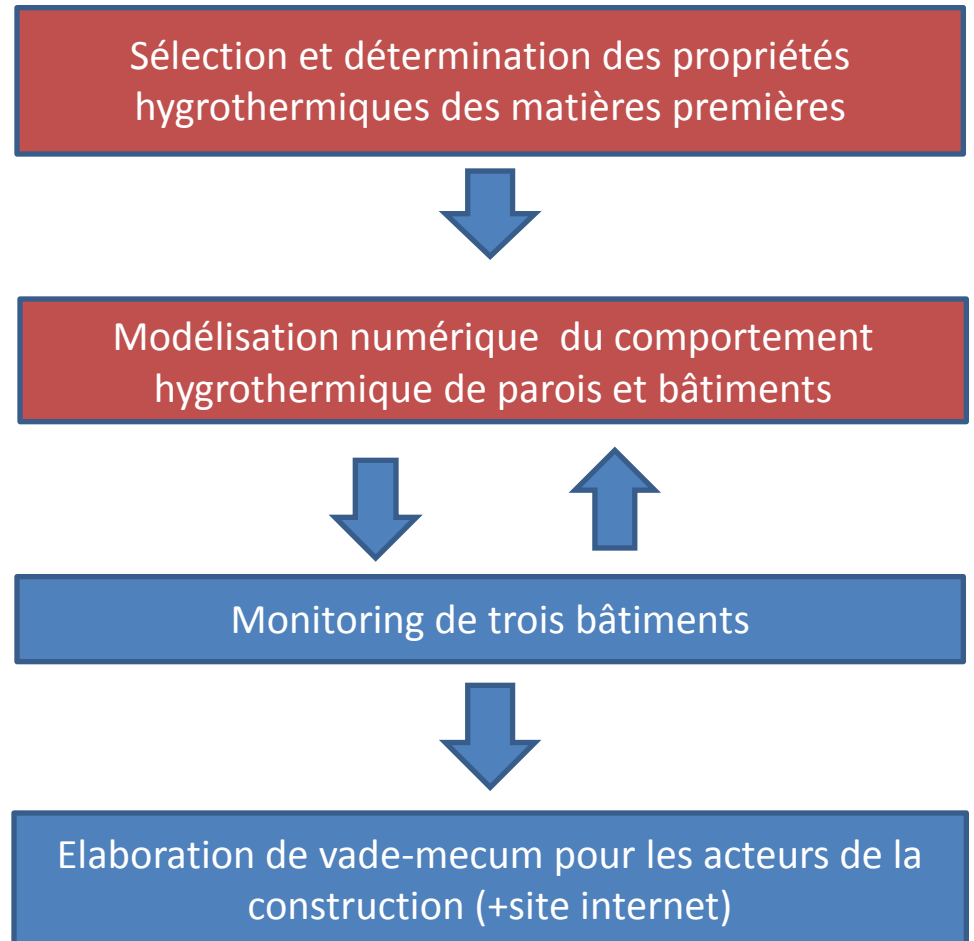 Sélection et détermination des propriétés
hygrothermiques des matières premières
Modélisation numérique du comportement
hygrothermique de parois et bâtiments
Monitoring de trois bâtiments
Elaboration de vade-mecum pour les acteurs de la
construction (+site internet)